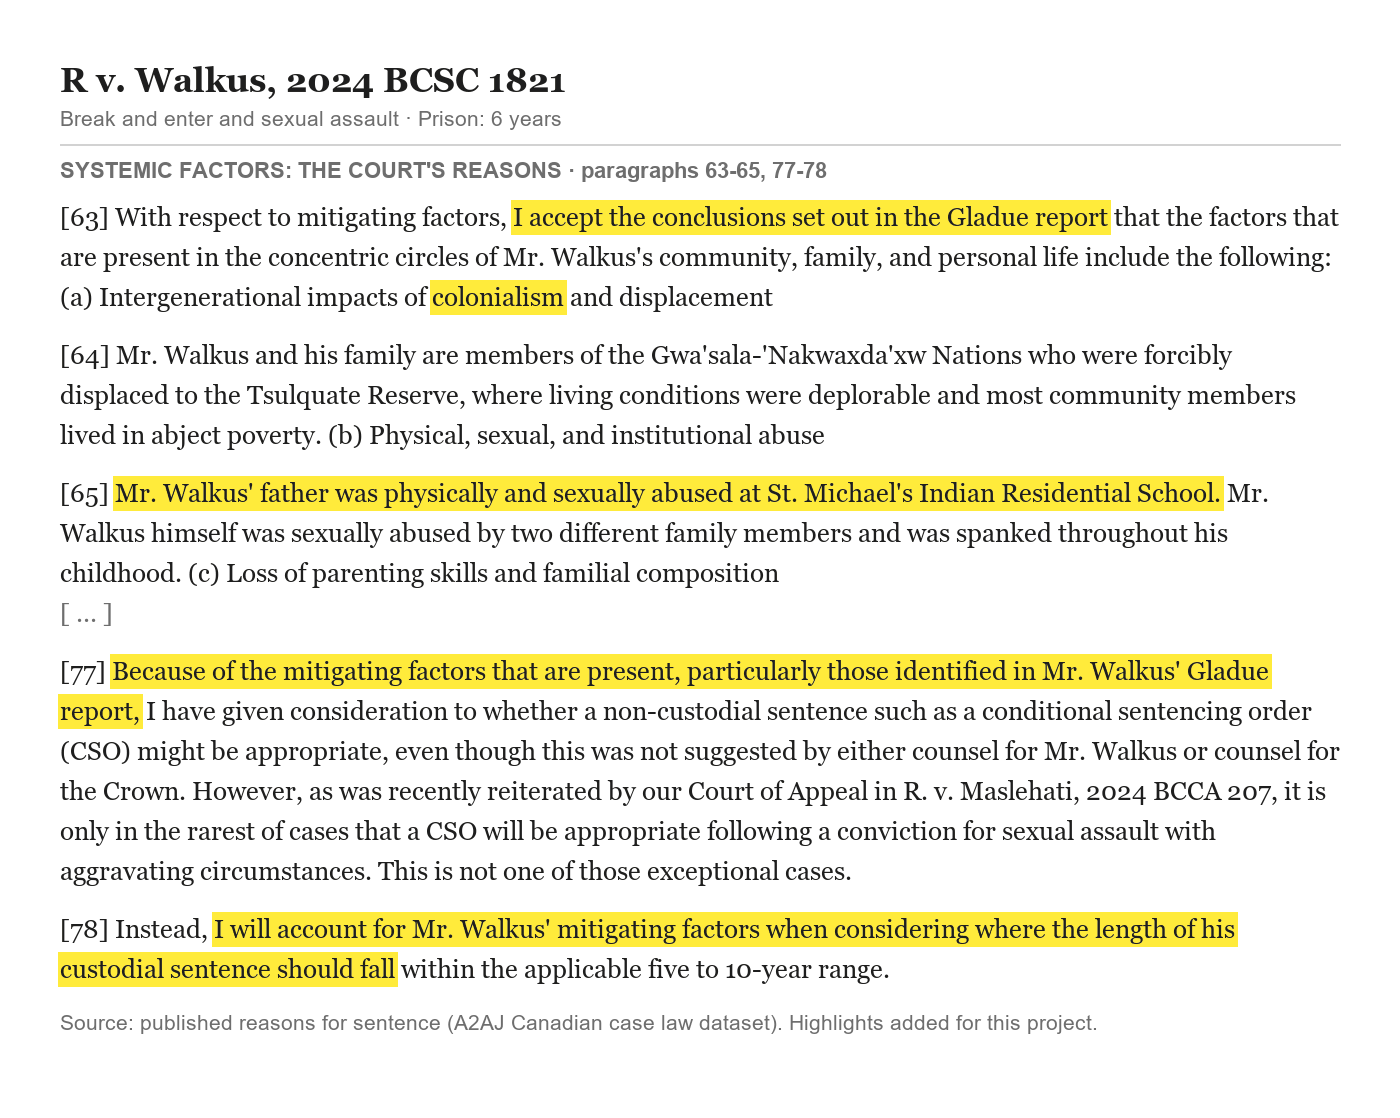 R v. Walkus, 2024 BCSC 1821
Break and enter and sexual assault · Prison: 6 years
SYSTEMIC FACTORS: THE COURT'S REASONS · paragraphs 63-65, 77-78
[63] With respect to mitigating factors, I accept the conclusions set out in the Gladue report that the factors that
are present in the concentric circles of Mr. Walkus's community, family, and personal life include the following:
(a) Intergenerational impacts of colonialism and displacement
[64] Mr. Walkus and his family are members of the Gwa'sala-'Nakwaxda'xw Nations who were forcibly
displaced to the Tsulquate Reserve, where living conditions were deplorable and most community members
lived in abject poverty. (b) Physical, sexual, and institutional abuse
[65] Mr. Walkus' father was physically and sexually abused at St. Michael's Indian Residential School. Mr.
Walkus himself was sexually abused by two different family members and was spanked throughout his
childhood. (c) Loss of parenting skills and familial composition
[ ... ]
[77] Because of the mitigating factors that are present, particularly those identified in Mr. Walkus' Gladue
report, I have given consideration to whether a non-custodial sentence such as a conditional sentencing order
(CSO) might be appropriate, even though this was not suggested by either counsel for Mr. Walkus or counsel for
the Crown. However, as was recently reiterated by our Court of Appeal in R. v. Maslehati, 2024 BCCA 207, it is
only in the rarest of cases that a CSO will be appropriate following a conviction for sexual assault with
aggravating circumstances. This is not one of those exceptional cases.
[78] Instead, I will account for Mr. Walkus' mitigating factors when considering where the length of his
custodial sentence should fall within the applicable five to 10-year range.
Source: published reasons for sentence (A2AJ Canadian case law dataset). Highlights added for this project.